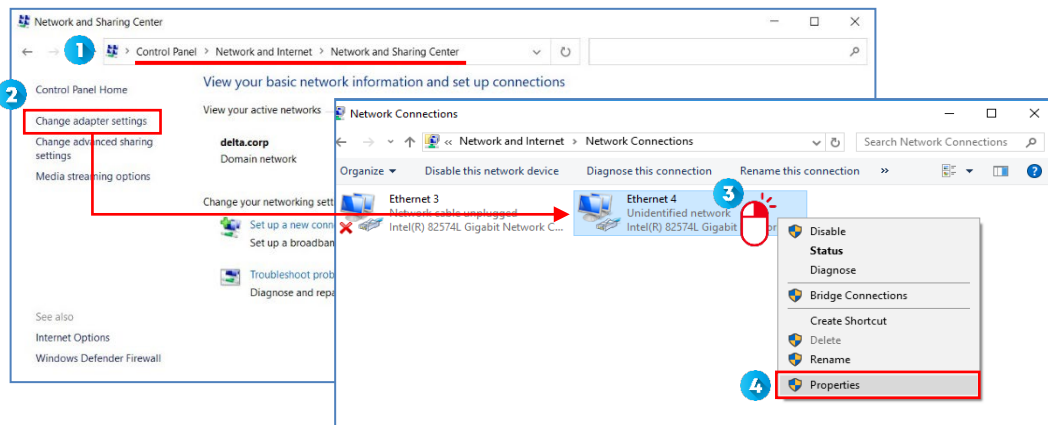 Network and Sharing Center
1
Control Panel > Network and Internet > Network and Sharing Center
2
Control Panel Home
Change adapter settings
Change advanced sharing
settings
Media streaming options
See also
Internet Options
Windows Defender Firewall
View your basic network information and set up connections
View your active networks
delta.corp
Domain network
Change your networking sett
Set up a new conn
Set up a broadban
Troubleshoot prob
Diagnose and repa
Network Connections
« Network and Internet > Network Connections
Search Network Connections
Organize
Disable this network device
Diagnose this connection
Rename this connection
»
Ethernet 3
Network cable unplugged
Intel(R) 82574L Gigabit Network C...
Ethernet 4
Unidentified network
Intel(R) 82574L Gigabit
3
Disable
Status
Diagnose
Bridge Connections
Create Shortcut
Delete
Rename
4
Properties